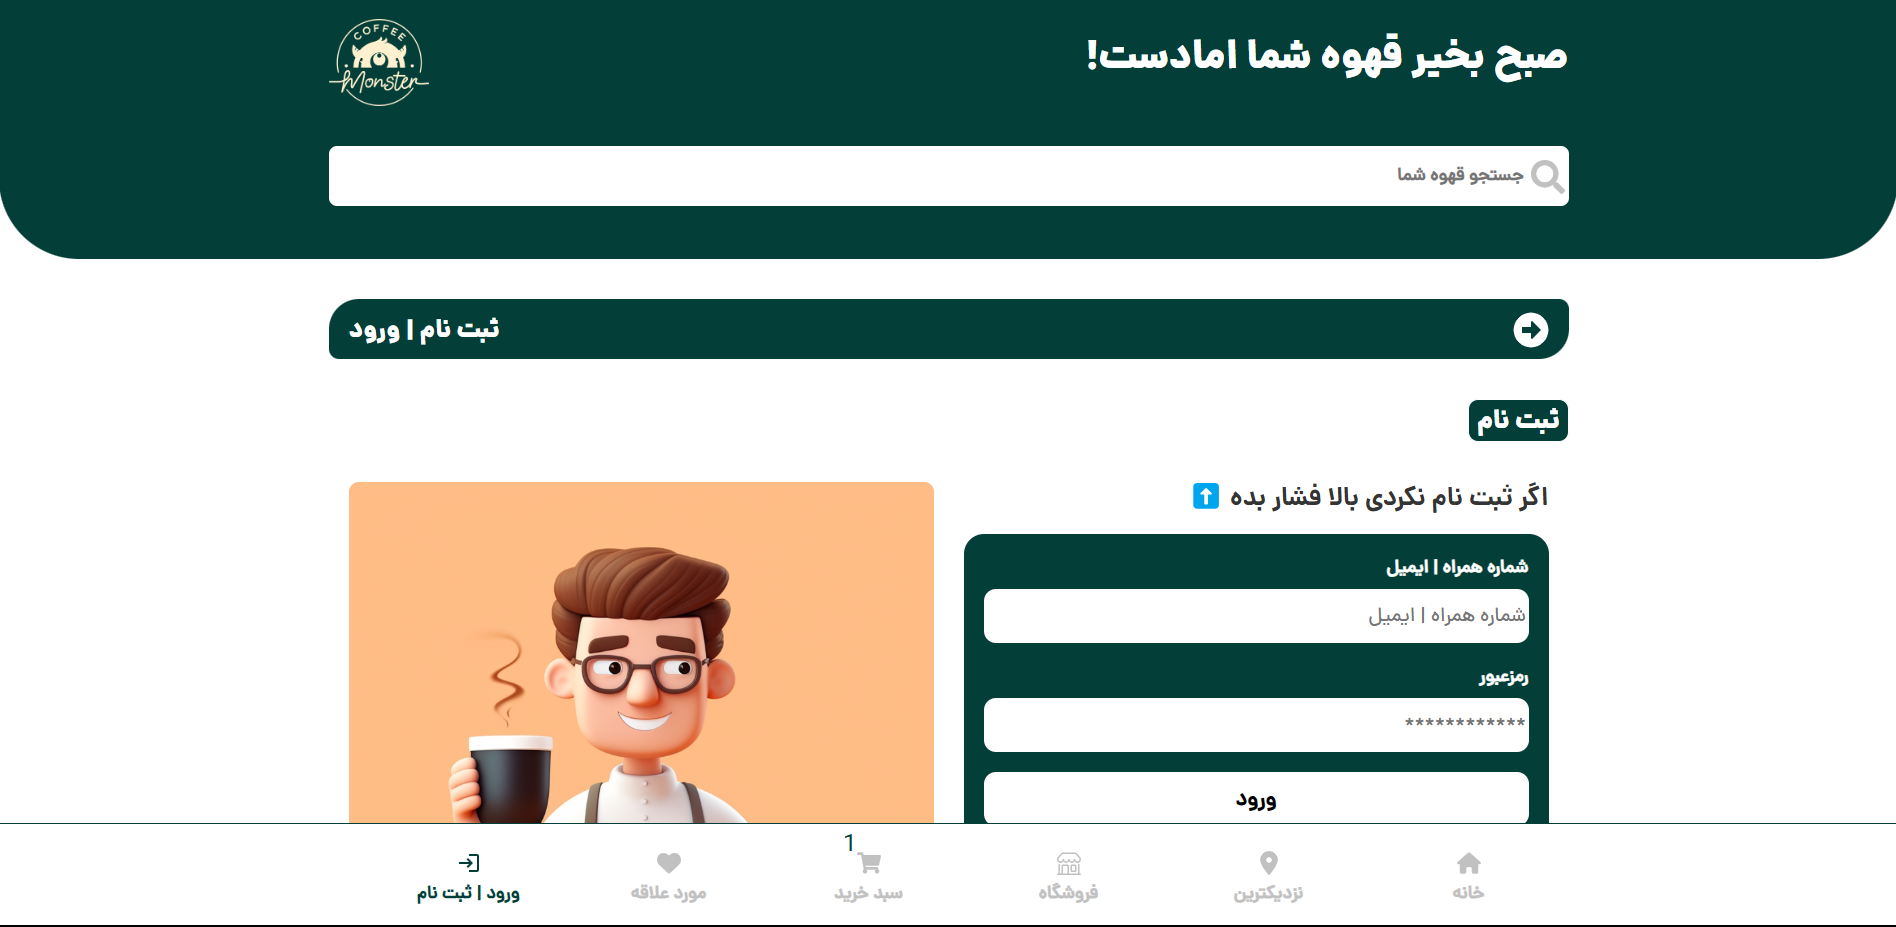 صبح بخیر قهوه شما امادست!
COFFEE
Monster
جستجو قهوه شما
ثبت نام | ورود
ثبت نام
اگر ثبت نام نکردی بالا فشار بده ⬆️
شماره همراه | ایمیل
شماره همراه | ایمیل
رمزعبور
************
ورود
خانه
نزدیکترین
فروشگاه
1
سبد خرید
مورد علاقه
ورود | ثبت نام